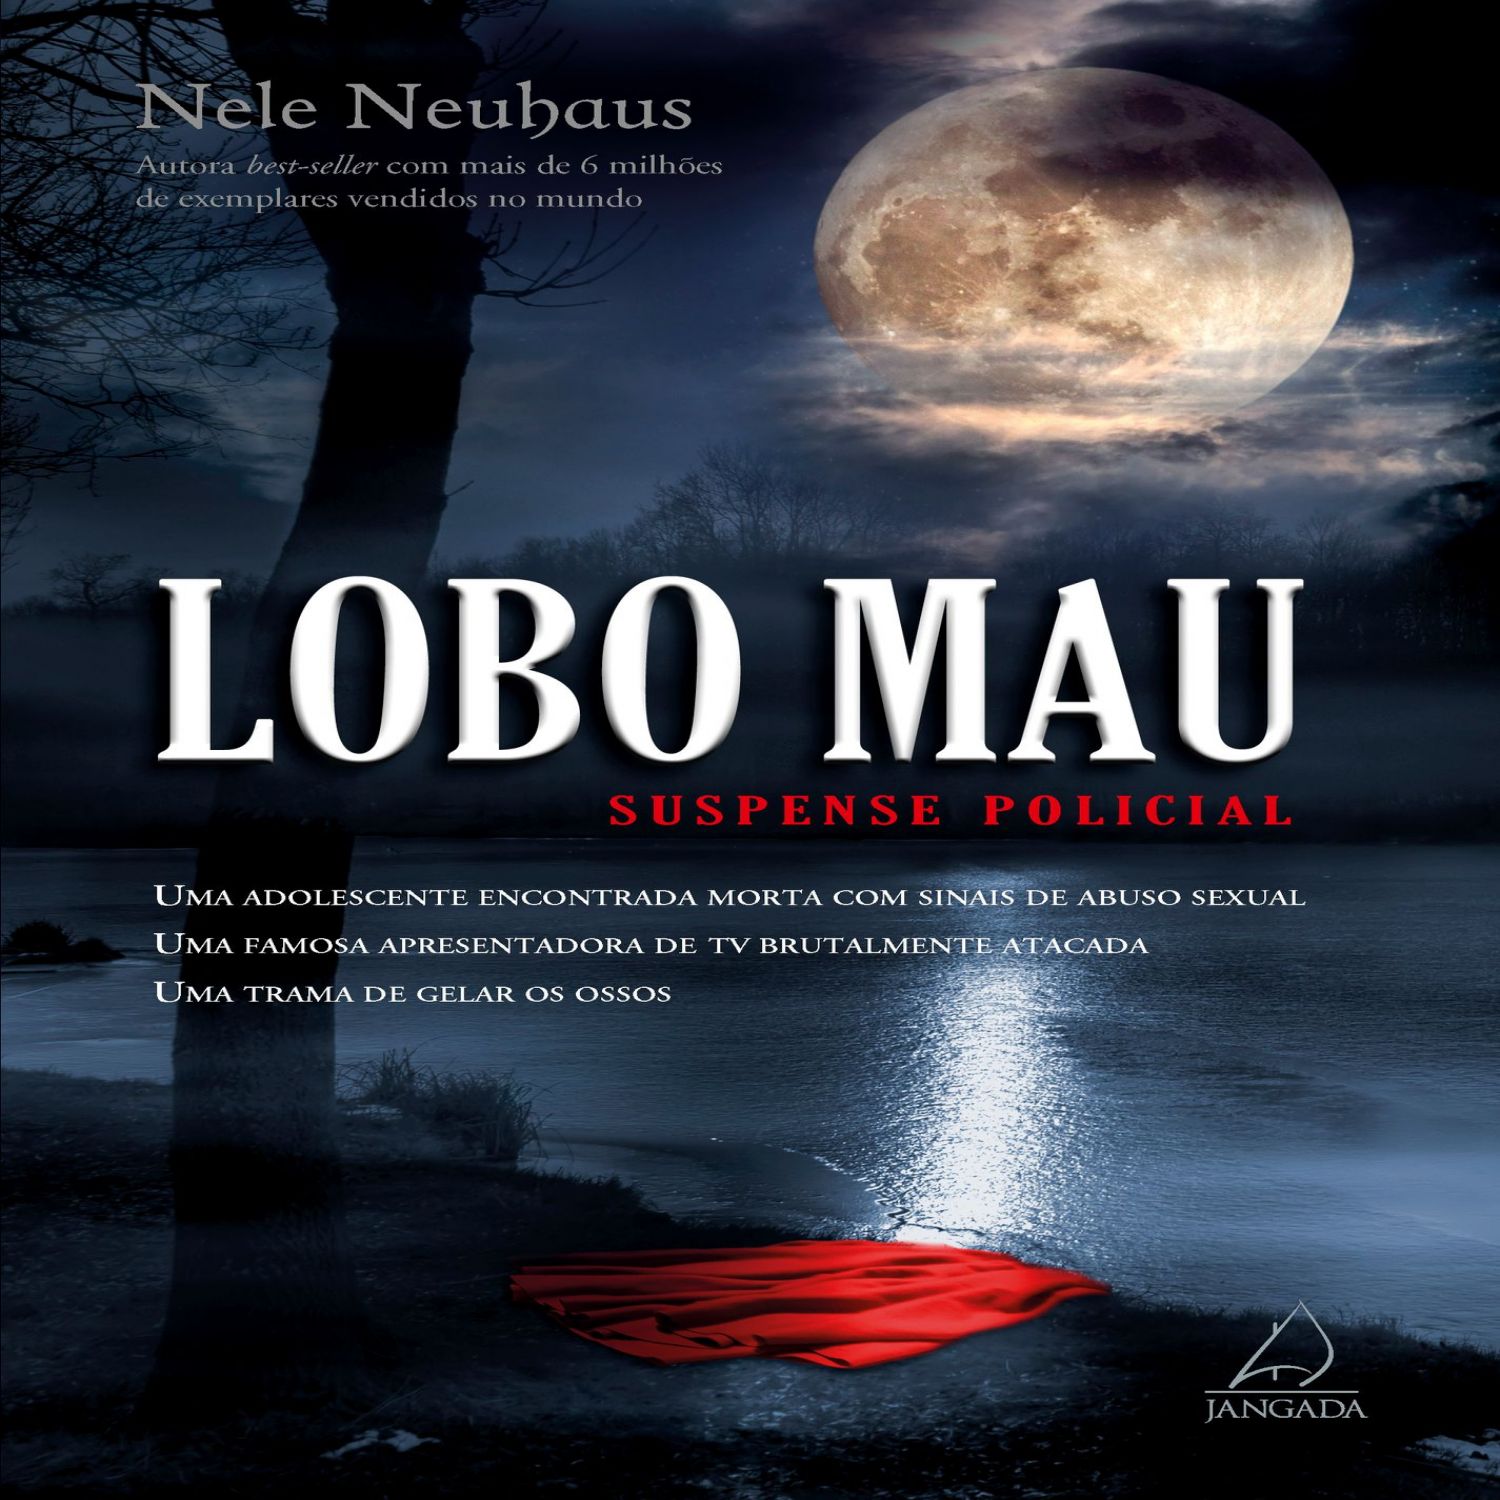 Nele Neuhaus
Autora best-seller com mais de 6 milhões
de exemplares vendidos no mundo
LOBO MAU
SUSPENSE POLICIAL
UMA ADOLESCENTE ENCONTRADA MORTA COM SINAIS DE ABUSO SEXUAL
UMA FAMOSA APRESENTADORA DE TV BRUTALMENTE ATACADA
UMA TRAMA DE GELAR OS OSSOS
JANGADA